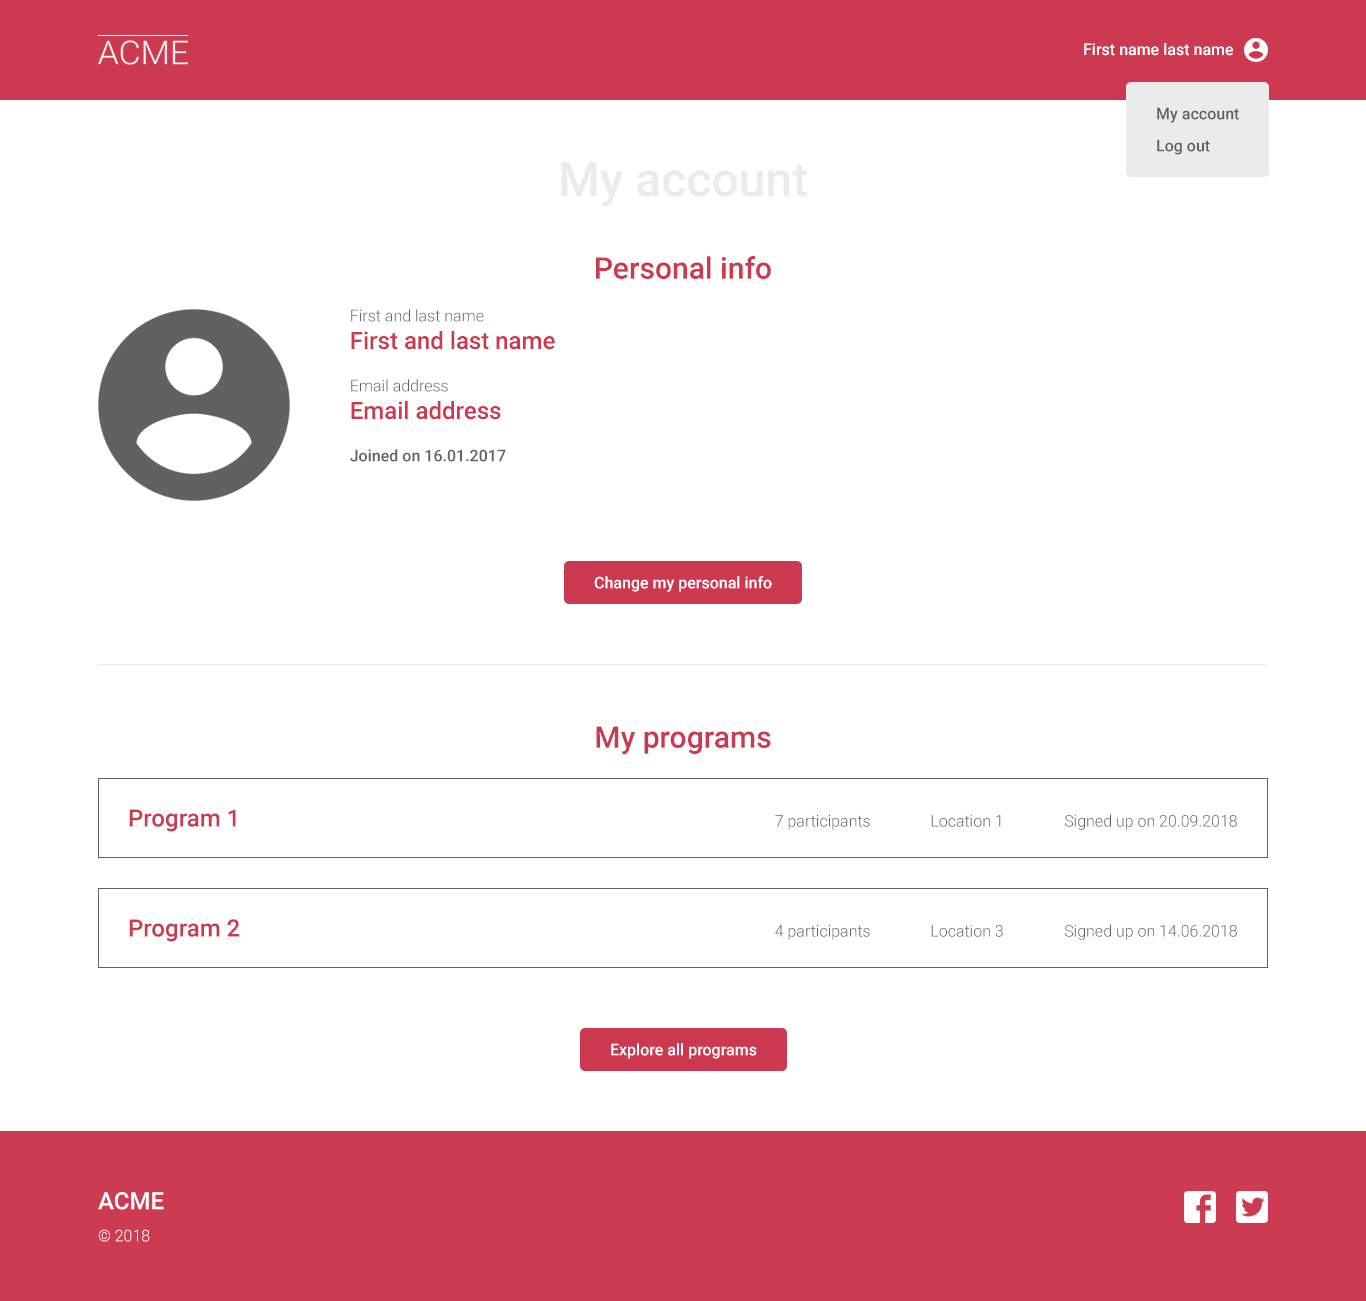 ACME
First name last name
My account
Log out
My account
Personal info
First and last name
First and last name
Email address
Email address
Joined on 16.01.2017
Change my personal info
My programs
Program 1 7 participants Location 1 Signed up on 20.09.2018
Program 2 4 participants Location 3 Signed up on 14.06.2018
Explore all programs
ACME
© 2018